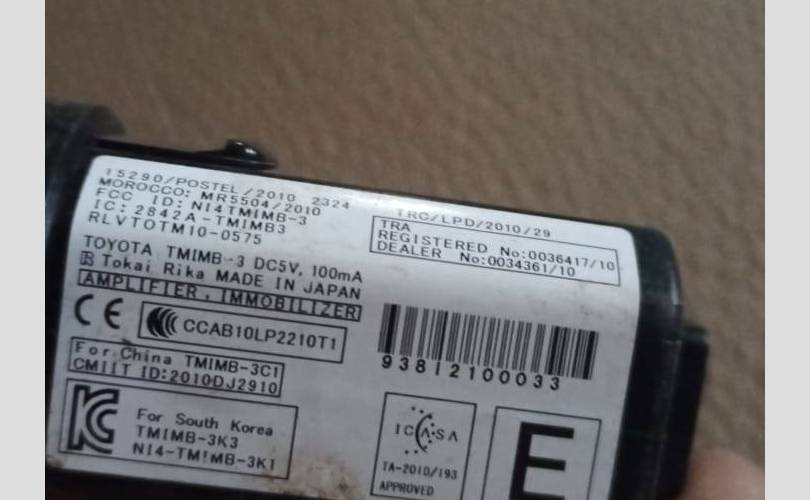 15290/POSTEL/2010 2324
MOROCCO: MR5504/2010
FCC ID: NI4TMIMB-3
IC: 2842A-TMIMB3
RLVTOTM10-0575
TOYOTA TMIMB-3 DC5V, 100mA
Tokai Rika MADE IN JAPAN
AMPLIFIER, IMMOBILIZER
CE
CCAB10LP2210T1
For China TMIMB-3C1
CMIIT ID:2010DJ2910
For South Korea
TMIMB-3K3
NI4-TMIMB-3K1
TRC/LPD/2010/29
TRA
REGISTERED No:0036417/10
DEALER No:0034361/10
93812100033
ICASA
TA-2010/193
APPROVED
E